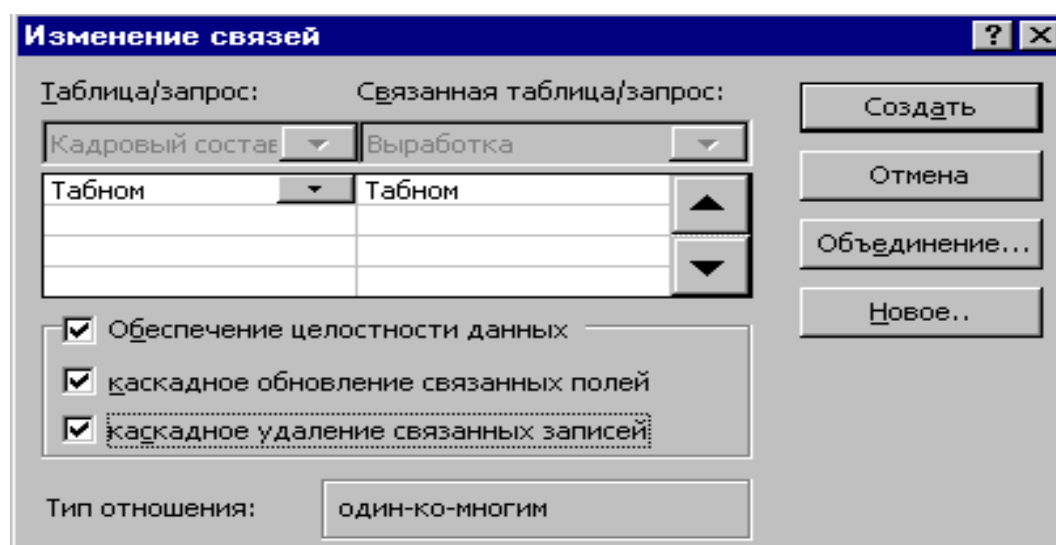 Изменение связей
Таблица/запрос: Связанная таблица/запрос:
Кадровый состав Выработка
Табном Табном
Обеспечение целостности данных
каскадное обновление связанных полей
каскадное удаление связанных записей
Тип отношения: один-ко-многим
Создать
Отмена
Объединение...
Новое..